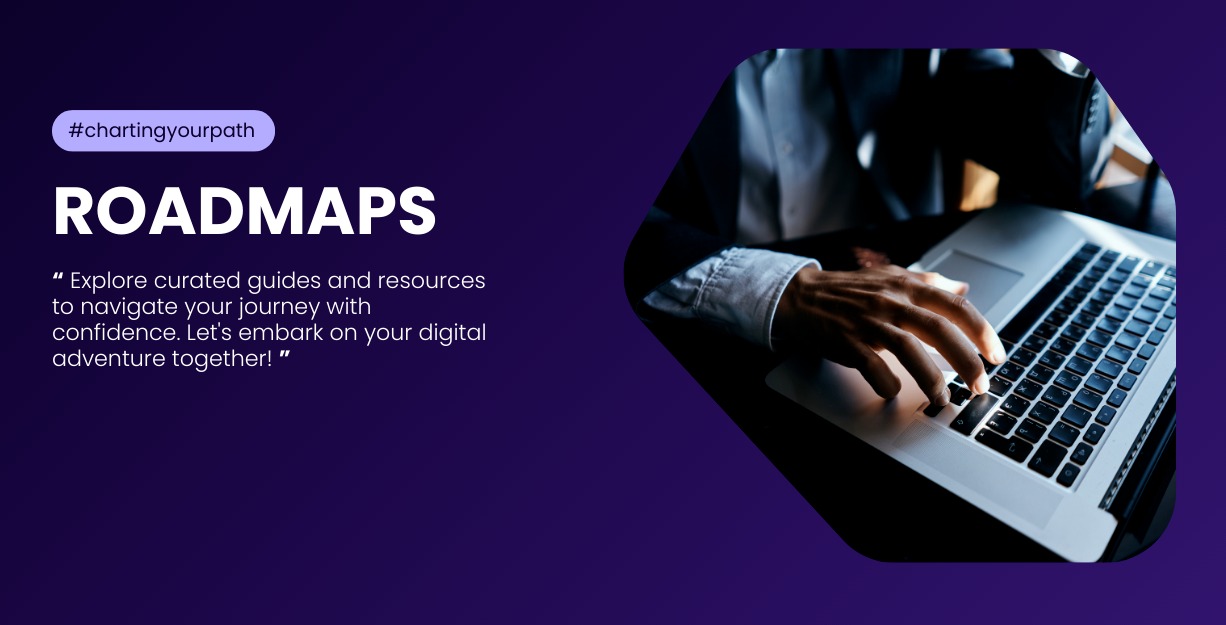 #chartingyourpath
ROADMAPS
“ Explore curated guides and resources
to navigate your journey with
confidence. Let's embark on your digital
adventure together! ”